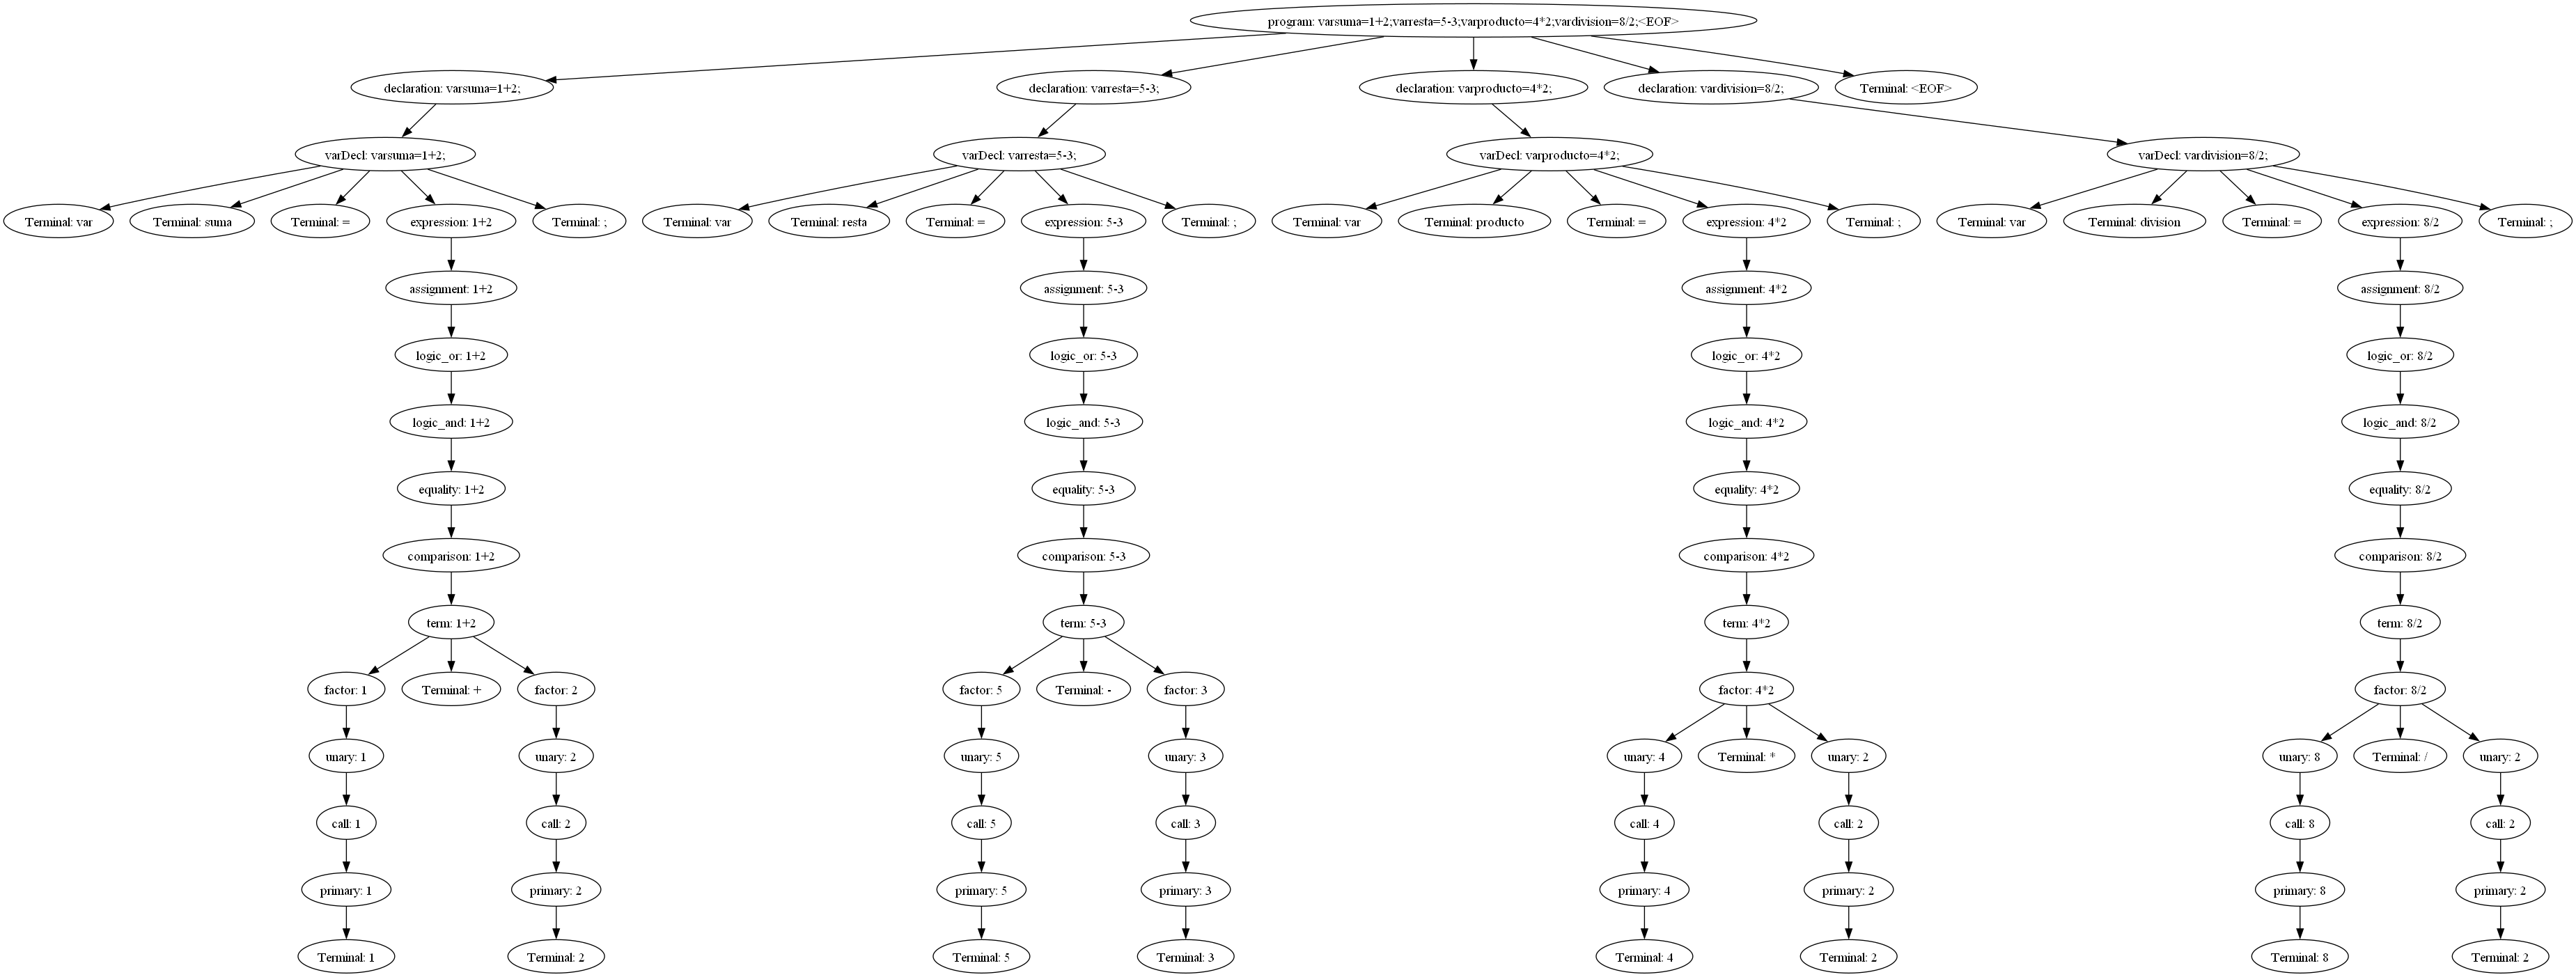 program: varsuma=1+2;varresta=5-3;varproducto=4*2;vardivision=8/2;<EOF>
declaration: varsuma=1+2;
declaration: varresta=5-3;
declaration: varproducto=4*2;
declaration: vardivision=8/2;
Terminal: <EOF>
varDecl: varsuma=1+2;
varDecl: varresta=5-3;
varDecl: varproducto=4*2;
varDecl: vardivision=8/2;
Terminal: var
Terminal: suma
Terminal: =
expression: 1+2
Terminal: ;
Terminal: var
Terminal: resta
Terminal: =
expression: 5-3
Terminal: ;
Terminal: var
Terminal: producto
Terminal: =
expression: 4*2
Terminal: ;
Terminal: var
Terminal: division
Terminal: =
expression: 8/2
Terminal: ;
assignment: 1+2
assignment: 5-3
assignment: 4*2
assignment: 8/2
logic_or: 1+2
logic_or: 5-3
logic_or: 4*2
logic_or: 8/2
logic_and: 1+2
logic_and: 5-3
logic_and: 4*2
logic_and: 8/2
equality: 1+2
equality: 5-3
equality: 4*2
equality: 8/2
comparison: 1+2
comparison: 5-3
comparison: 4*2
comparison: 8/2
term: 1+2
term: 5-3
term: 4*2
term: 8/2
factor: 1
Terminal: +
factor: 2
factor: 5
Terminal: -
factor: 3
factor: 4*2
factor: 8/2
unary: 1
unary: 2
unary: 5
unary: 3
unary: 4
Terminal: *
unary: 2
unary: 8
Terminal: /
unary: 2
call: 1
call: 2
call: 5
call: 3
call: 4
call: 2
call: 8
call: 2
primary: 1
primary: 2
primary: 5
primary: 3
primary: 4
primary: 2
primary: 8
primary: 2
Terminal: 1
Terminal: 2
Terminal: 5
Terminal: 3
Terminal: 4
Terminal: 2
Terminal: 8
Terminal: 2